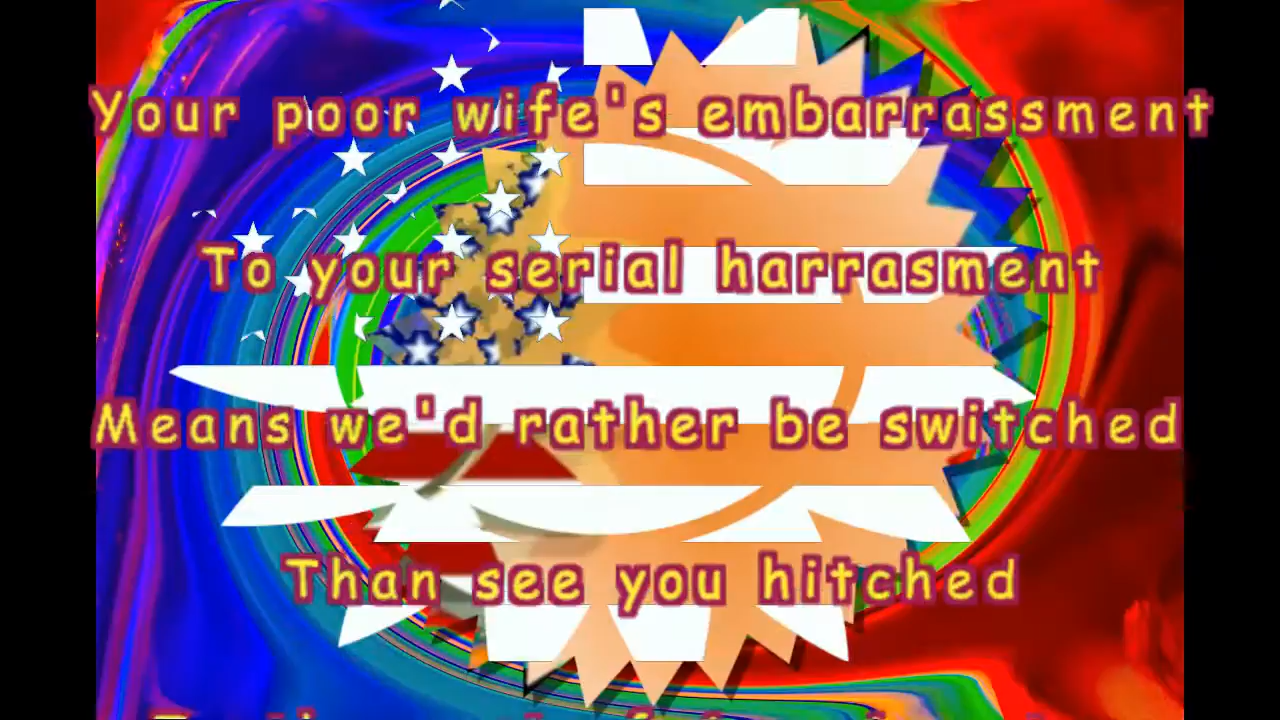 Your poor wife's embarrassment
To your serial harrasment
Means we'd rather be switched
Than see you hitched